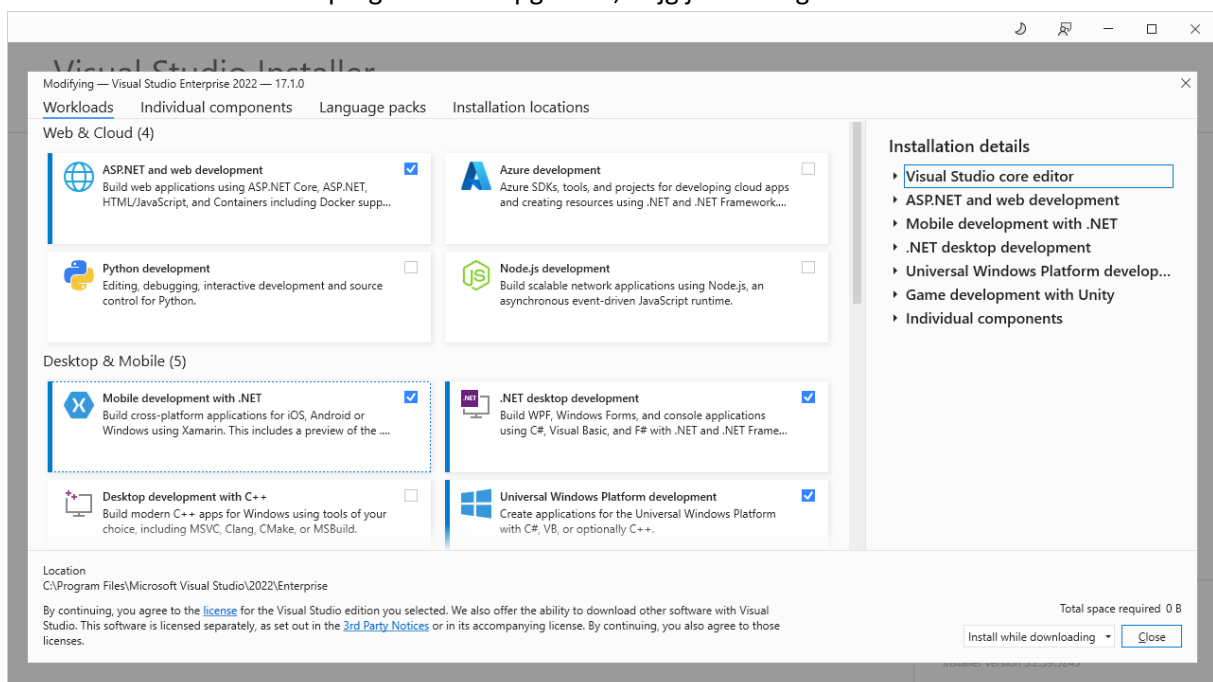 Visual Studio Installer
Modifying — Visual Studio Enterprise 2022 — 17.1.0
Workloads Individual components Language packs Installation locations
Web & Cloud (4)
ASP.NET and web development
Build web applications using ASP.NET Core, ASP.NET,
HTML/JavaScript, and Containers including Docker supp...
Azure development
Azure SDKs, tools, and projects for developing cloud apps
and creating resources using .NET and .NET Framework....
Python development
Editing, debugging, interactive development and source
control for Python.
Node.js development
Build scalable network applications using Node.js, an
asynchronous event-driven JavaScript runtime.
Desktop & Mobile (5)
Mobile development with .NET
Build cross-platform applications for iOS, Android or
Windows using Xamarin. This includes a preview of the ....
.NET desktop development
Build WPF, Windows Forms, and console applications
using C#, Visual Basic, and F# with .NET and .NET Frame...
Desktop development with C++
Build modern C++ apps for Windows using tools of your
choice, including MSVC, Clang, CMake, or MSBuild.
Universal Windows Platform development
Create applications for the Universal Windows Platform
with C#, VB, or optionally C++.
Installation details
Visual Studio core editor
ASP.NET and web development
Mobile development with .NET
.NET desktop development
Universal Windows Platform develop...
Game development with Unity
Individual components
Location
C:\Program Files\Microsoft Visual Studio\2022\Enterprise
By continuing, you agree to the license for the Visual Studio edition you selected. We also offer the ability to download other software with Visual
Studio. This software is licensed separately, as set out in the 3rd Party Notices or in its accompanying license. By continuing, you also agree to those
licenses.
Total space required 0 B
Install while downloading Close